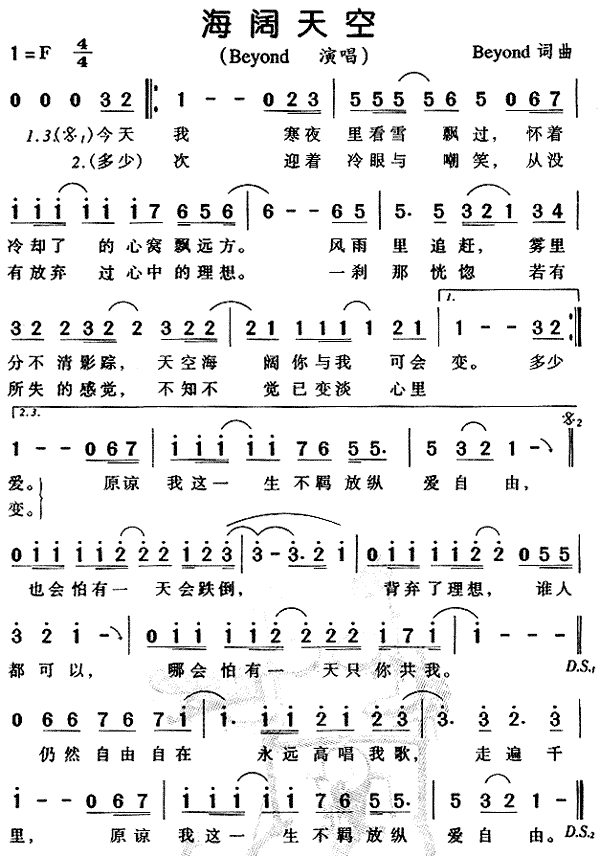 海阔天空
1=F 4/4 (Beyond 演唱) Beyond 词曲
0 0 0 3 2 1 - - 0 2 3 5 5 5 5 6 5 0 6 7
1.3.(𝄋1)今天 我 寒夜 里看雪 飘过, 怀着
2.(多少) 次 迎着 冷眼与 嘲笑, 从没
i i i i i i 7 6 5 6 6 - - 6 5 5. 5 3 2 1 3 4
冷却了 的心窝飘远方。 风雨 里 追赶, 雾里
有放弃 过心中的理想。 一刹 那 恍惚 若有
1.
3 2 2 3 2 2 3 2 2 2 1 1 1 1 1 2 1 1 - - 3 2
分不清影踪, 天空海 阔你与我 可会 变。 多少
所失的感觉, 不知不 觉已变淡 心里
2.3. 𝄋2
1 - - 0 6 7 i i i i i 7 6 5 5. 5 3 2 1 -
爱。 原谅 我这一 生不羁放纵 爱自由,
变。
0 i i i i 2 2 2 i 2 3 3 - 3. 2 i 0 i i i i 2 2 0 5 5
也会怕有一 天会跌倒, 背弃了理想, 谁人
3 2 i - 0 i i i i 2 2 2 i 7 i i - - -
都可以, 哪会怕有一 天只你共我。 D.S.1
0 6 6 7 6 7 i i. i i 2 i 2 3 3. 3 3 2. 3
仍然自由自在 永远高唱我歌, 走遍千
i - - 0 6 7 i i i i i 7 6 5 5. 5 3 2 1 -
里, 原谅 我这一 生不羁放纵 爱自由。 D.S.2